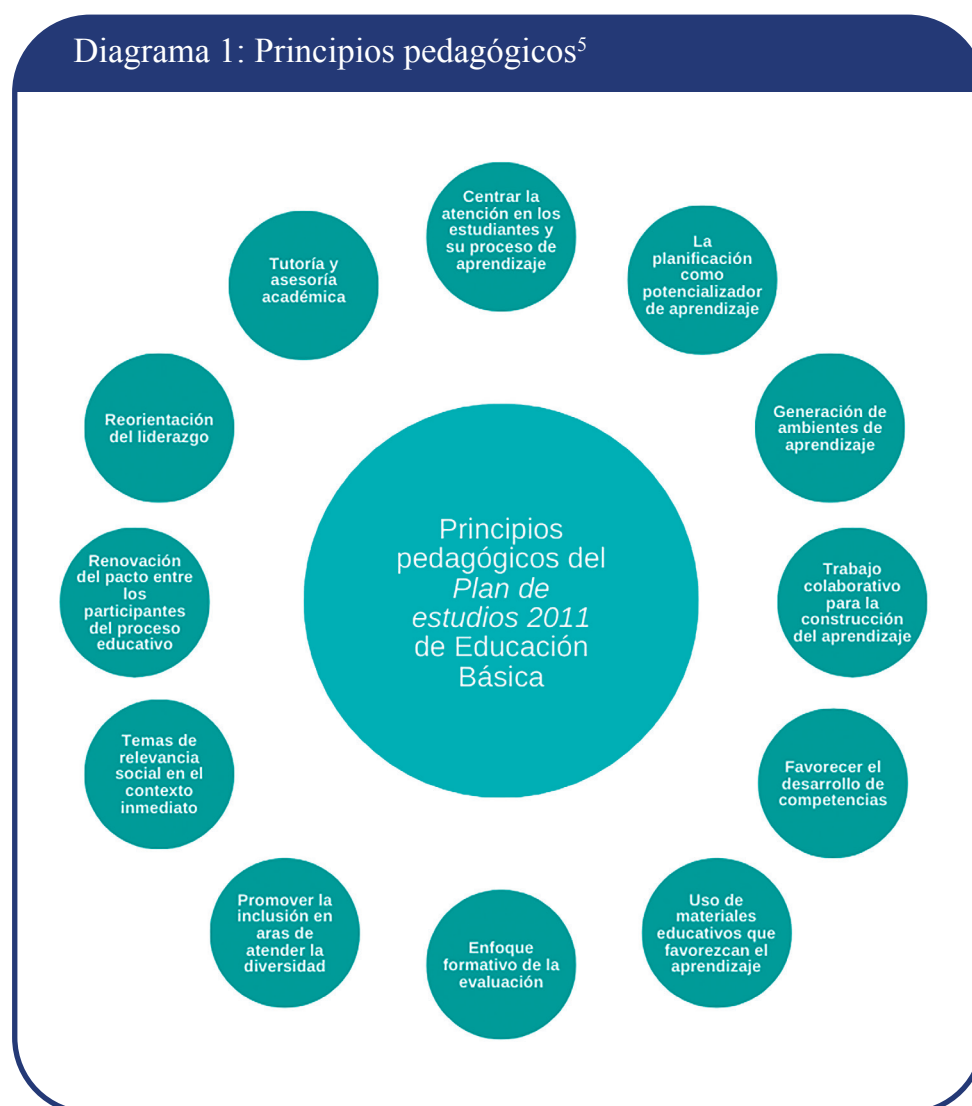 Diagrama 1: Principios pedagógicos⁵
Centrar la
atención en los
estudiantes y
su proceso de
aprendizaje
La
planificación
como
potencializador
de aprendizaje
Generación de
ambientes de
aprendizaje
Trabajo
colaborativo
para la
construcción
del aprendizaje
Favorecer el
desarrollo de
competencias
Uso de
materiales
educativos que
favorezcan el
aprendizaje
Enfoque
formativo de la
evaluación
Promover la
inclusión en
aras de
atender la
diversidad
Temas de
relevancia
social en el
contexto
inmediato
Renovación
del pacto entre
los
participantes
del proceso
educativo
Reorientación
del liderazgo
Tutoría y
asesoría
académica
Principios
pedagógicos del
Plan de
estudios 2011
de Educación
Básica